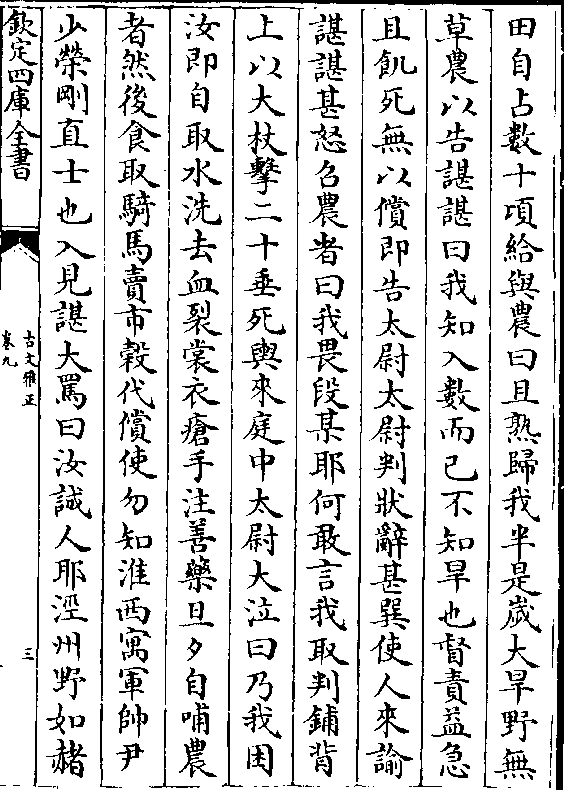 田自占數十頃給與農曰且熟歸我半是歲大旱野無
草農以告諶諶曰我知入數而已不知旱也督責益急
且飢死無以償即告太尉太尉判狀辭甚巽使人來諭
諶諶甚怒召農者曰我畏段某耶何敢言我取判鋪背
上以大杖擊二十垂死輿來庭中太尉大泣曰乃我困
汝即自取水洗去血裂裳衣瘡手注善藥旦夕自哺農
者然後食取騎馬賣市榖代償使勿知淮西寓軍帥尹
少榮剛直士也入見諶大罵曰汝誠人耶涇州野如赭
欽定四庫全書
古文雅正
卷九
三